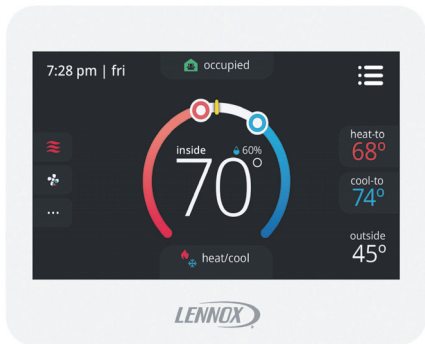 7:28 pm | fri
occupied
inside
60%
70°
heat-to
68°
cool-to
74°
outside
45°
heat/cool
LENNOX